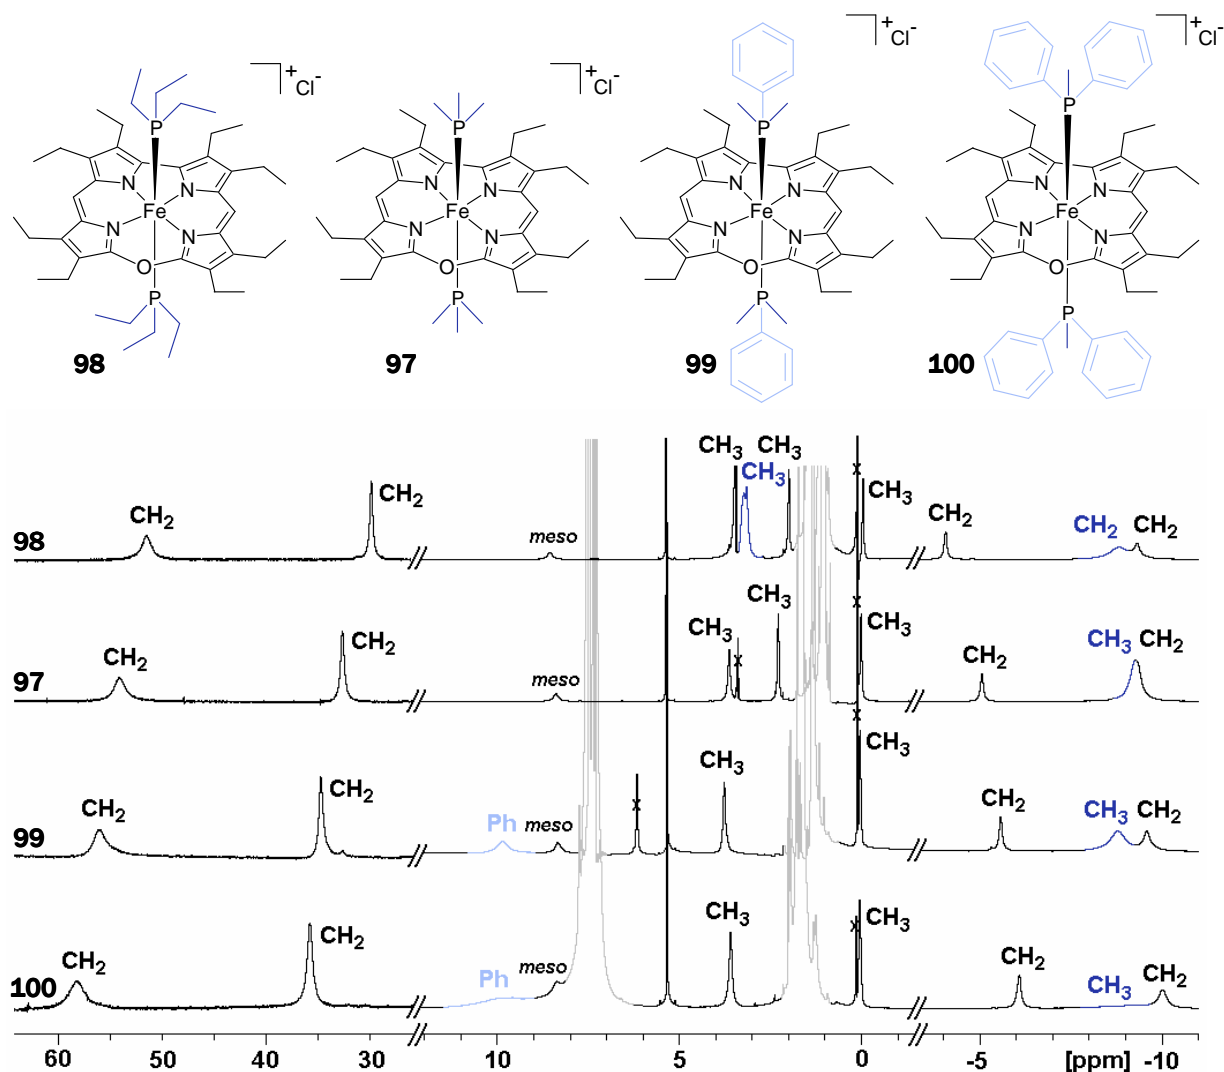 +
Cl-
+
Cl-
+
Cl-
+
Cl-
P
P
P
P
N N
N N
N N
N N
Fe
Fe
Fe
Fe
N N
N N
N N
N N
O
O
O
O
P
P
P
P
98
97
99
100
98
CH2
CH2
meso
CH3
CH3
CH3
x
CH3
CH2
CH2
CH2
97
CH2
CH2
meso
CH3
x
CH3
x
CH3
CH2
CH3
CH2
99
CH2
CH2
Ph
meso
x
CH3
x
CH3
CH2
CH3
CH2
100
CH2
CH2
Ph
meso
CH3
x
CH3
CH2
CH3
CH2
60 50 40 30 10 5 0 -5 [ppm] -10